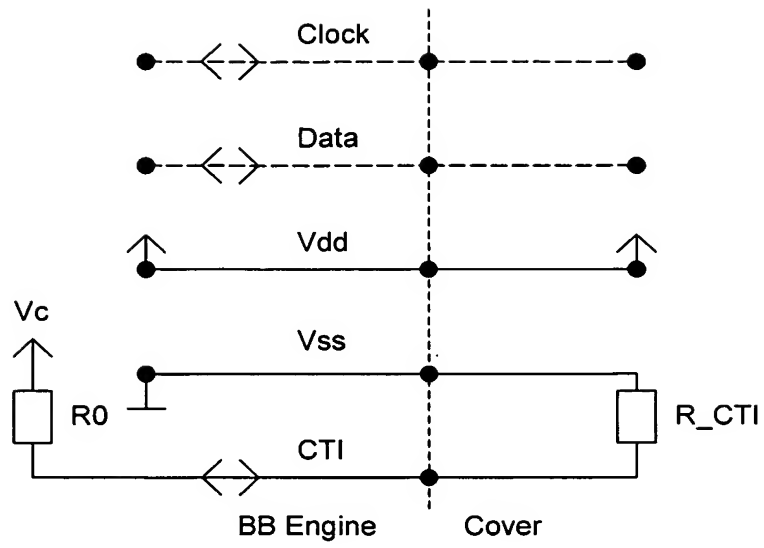 Clock
Data
Vdd
Vc
Vss
R0
R_CTI
CTI
BB Engine
Cover